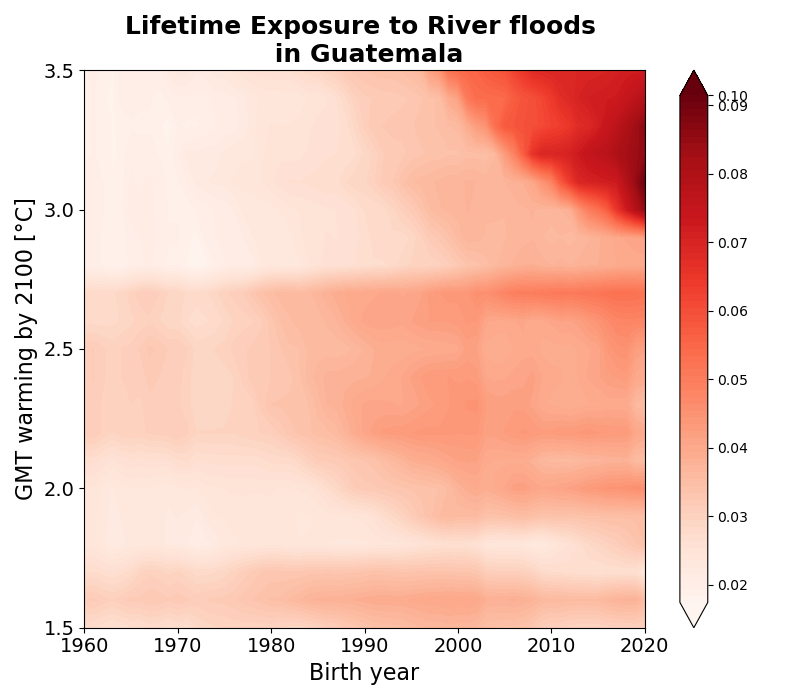 Lifetime Exposure to River floods
in Guatemala
GMT warming by 2100 [°C]
3.5
3.0
2.5
2.0
1.5
1960 1970 1980 1990 2000 2010 2020
Birth year
0.10
0.09
0.08
0.07
0.06
0.05
0.04
0.03
0.02